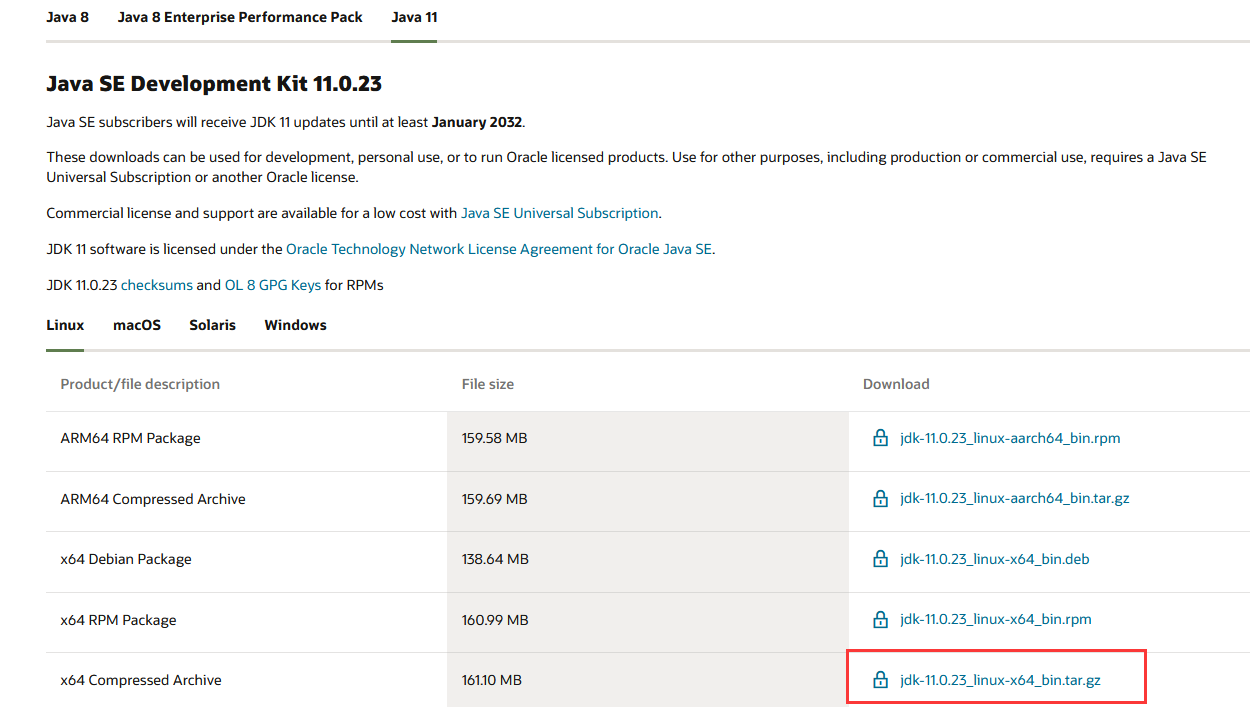 Java 8 Java 8 Enterprise Performance Pack Java 11
Java SE Development Kit 11.0.23
Java SE subscribers will receive JDK 11 updates until at least January 2032.
These downloads can be used for development, personal use, or to run Oracle licensed products. Use for other purposes, including production or commercial use, requires a Java SE
Universal Subscription or another Oracle license.
Commercial license and support are available for a low cost with Java SE Universal Subscription.
JDK 11 software is licensed under the Oracle Technology Network License Agreement for Oracle Java SE.
JDK 11.0.23 checksums and OL 8 GPG Keys for RPMs
Linux macOS Solaris Windows
Product/file description File size Download
ARM64 RPM Package 159.58 MB jdk-11.0.23_linux-aarch64_bin.rpm
ARM64 Compressed Archive 159.69 MB jdk-11.0.23_linux-aarch64_bin.tar.gz
x64 Debian Package 138.64 MB jdk-11.0.23_linux-x64_bin.deb
x64 RPM Package 160.99 MB jdk-11.0.23_linux-x64_bin.rpm
x64 Compressed Archive 161.10 MB jdk-11.0.23_linux-x64_bin.tar.gz